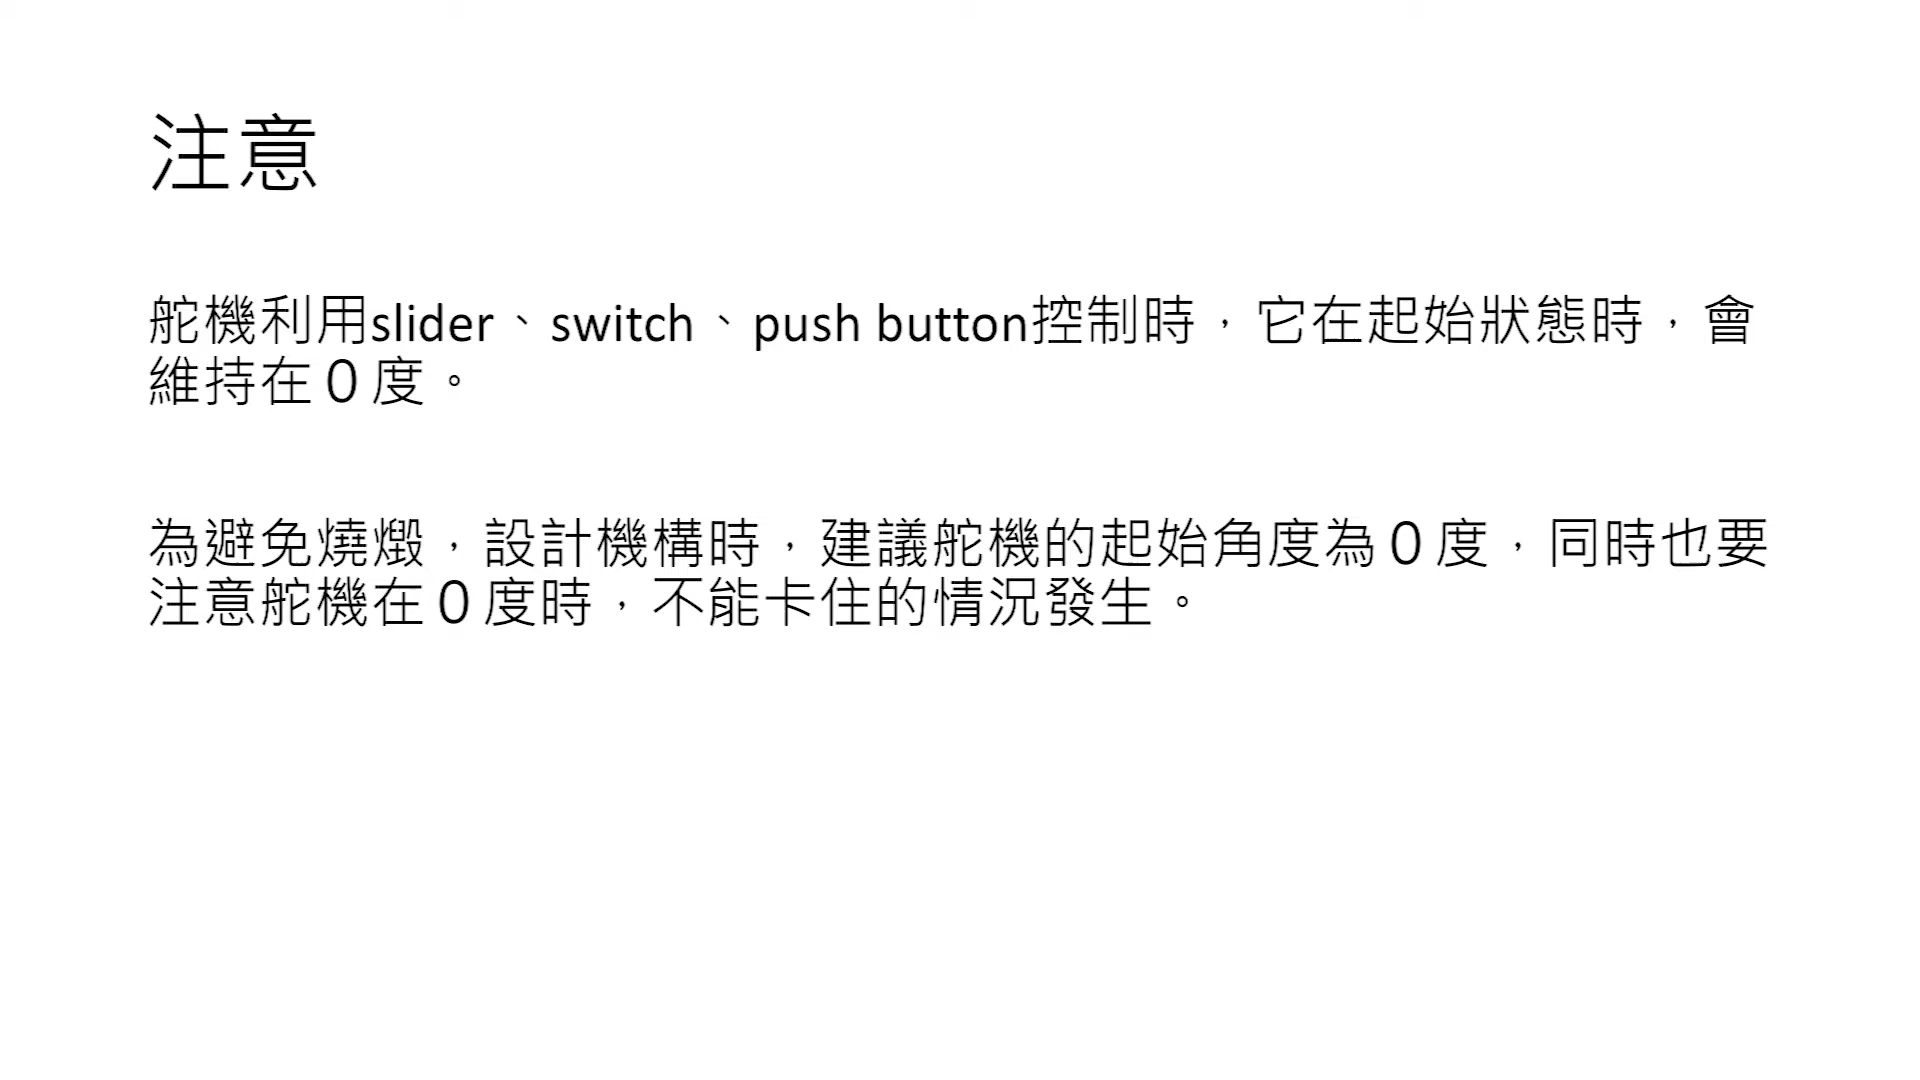 注意
舵機利用slider、switch、push button控制時，它在起始狀態時，會
維持在０度。
為避免燒燬，設計機構時，建議舵機的起始角度為０度，同時也要
注意舵機在０度時，不能卡住的情況發生。